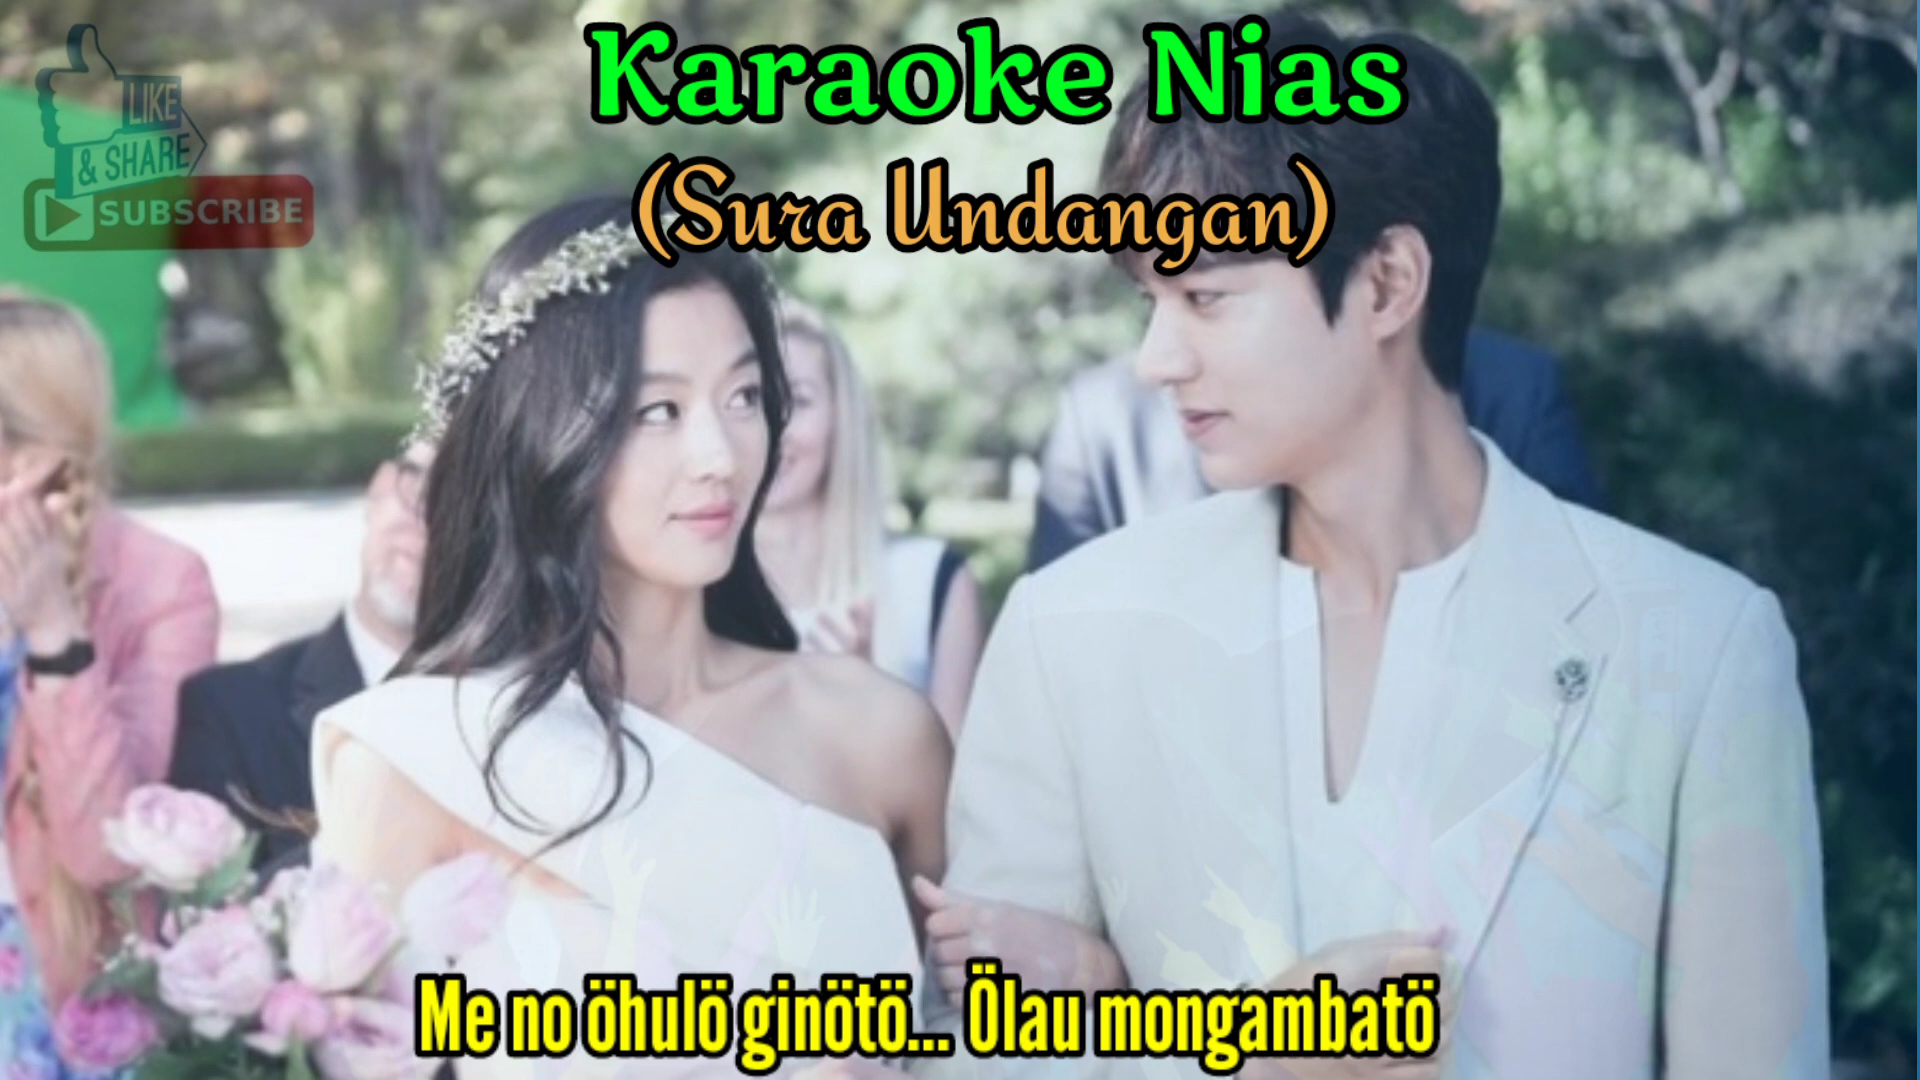 Karaoke Nias
(Sura Undangan)
LIKE
& SHARE
SUBSCRIBE
Me no öhulö ginötö... Ölau mongambatö